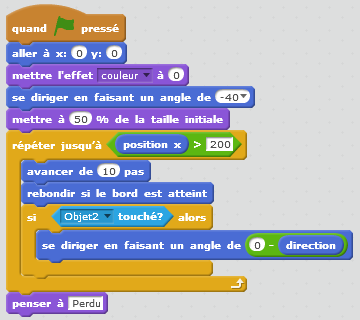 quand pressé
aller à x: 0 y: 0
mettre l'effet couleur à 0
se diriger en faisant un angle de -40
mettre à 50 % de la taille initiale
répéter jusqu'à position x > 200
avancer de 10 pas
rebondir si le bord est atteint
si Objet2 touché? alors
se diriger en faisant un angle de 0 - direction
penser à Perdu